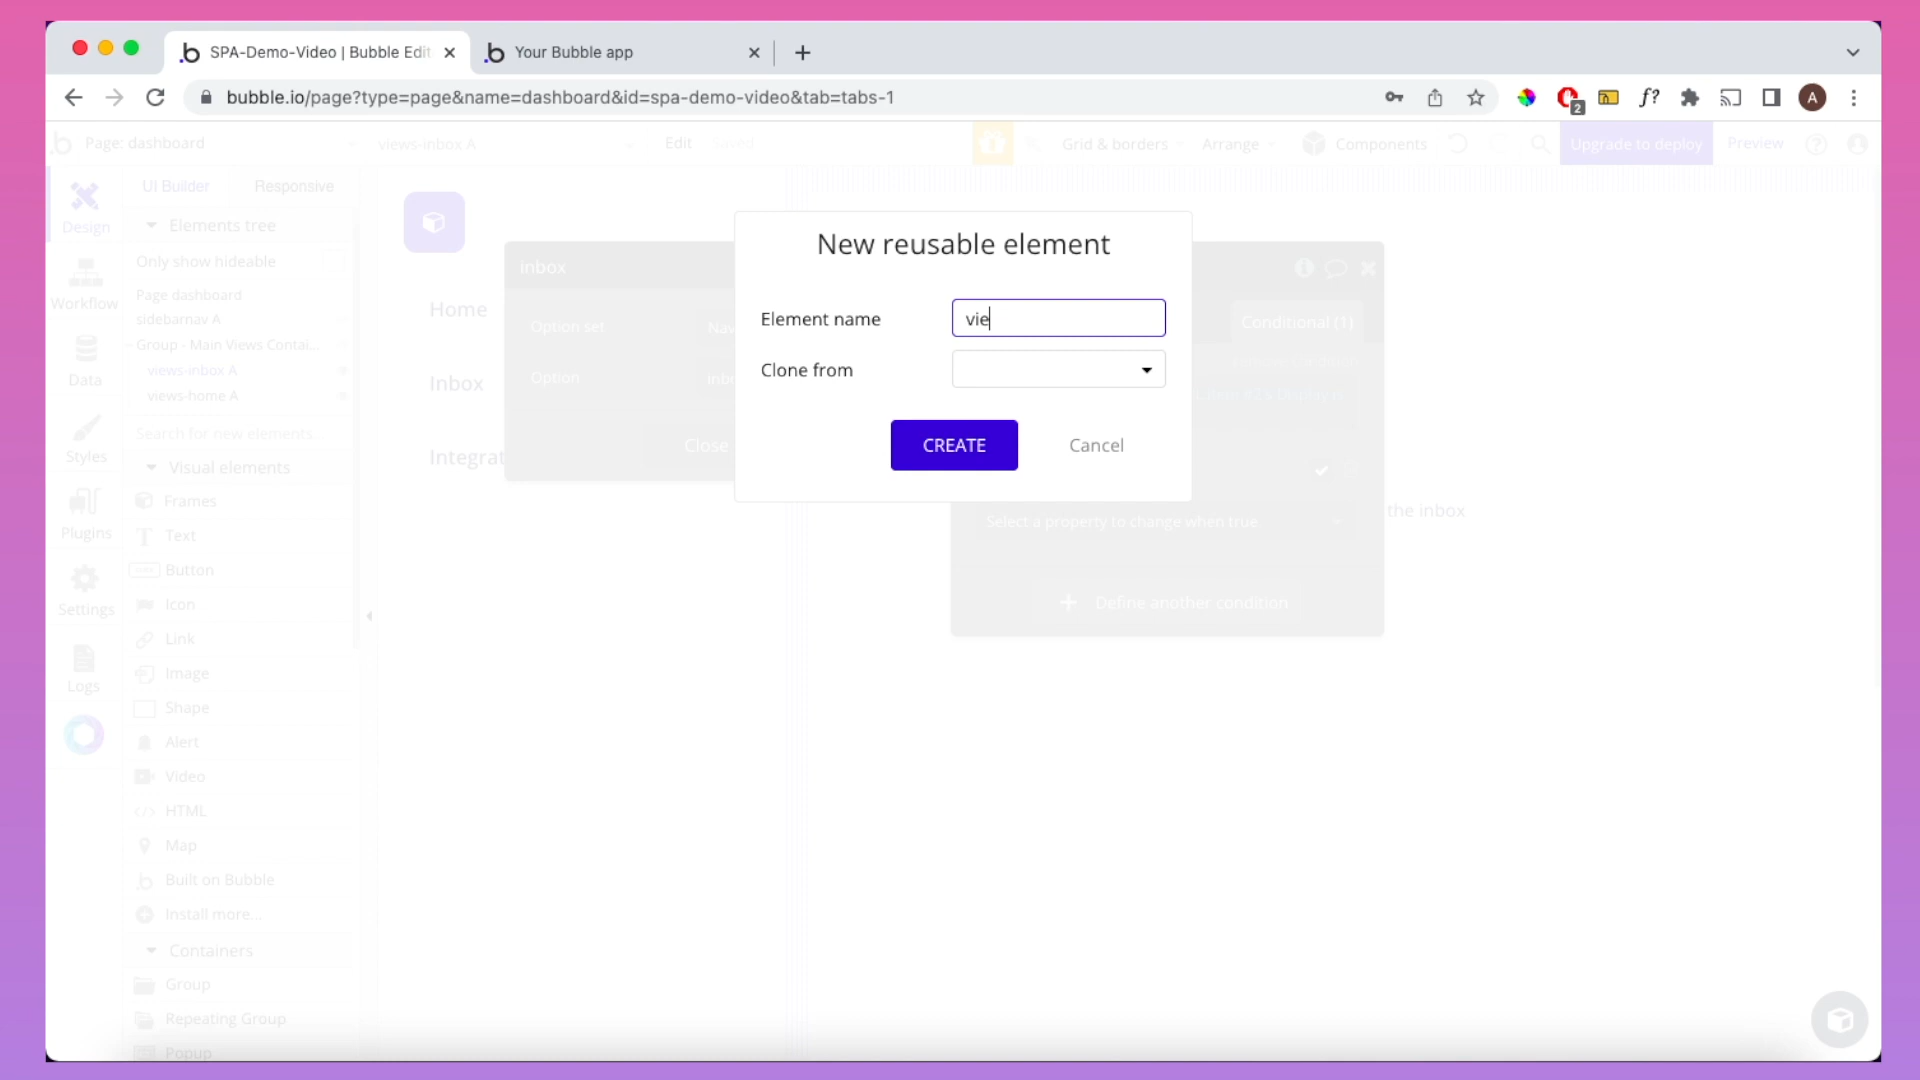 SPA-Demo-Video | Bubble Edit
Your Bubble app
bubble.io/page?type=page&name=dashboard&id=spa-demo-video&tab=tabs-1
2
f?
A
Page: dashboard
views-inbox A
Edit
Saved
Grid & borders
Arrange
Components
Upgrade to deploy
Preview
UI Builder
Responsive
Design
Elements tree
Only show hideable
Workflow
Page dashboard
sidebarnav A
Group - Main Views Contai...
Data
views-inbox A
views-home A
Search for new elements...
Styles
Visual elements
Frames
Plugins
Text
Button
Settings
Icon
Link
Image
Logs
Shape
Alert
Video
HTML
Map
Built on Bubble
Install more...
Containers
Group
Repeating Group
Popup
Home
Inbox
Integrat
inbox
Option set
Nav
Option
inb
Close
New reusable element
Element name
vie
Clone from
CREATE
Cancel
Conditional (1)
Select a property to change when true
Define another condition
the inbox